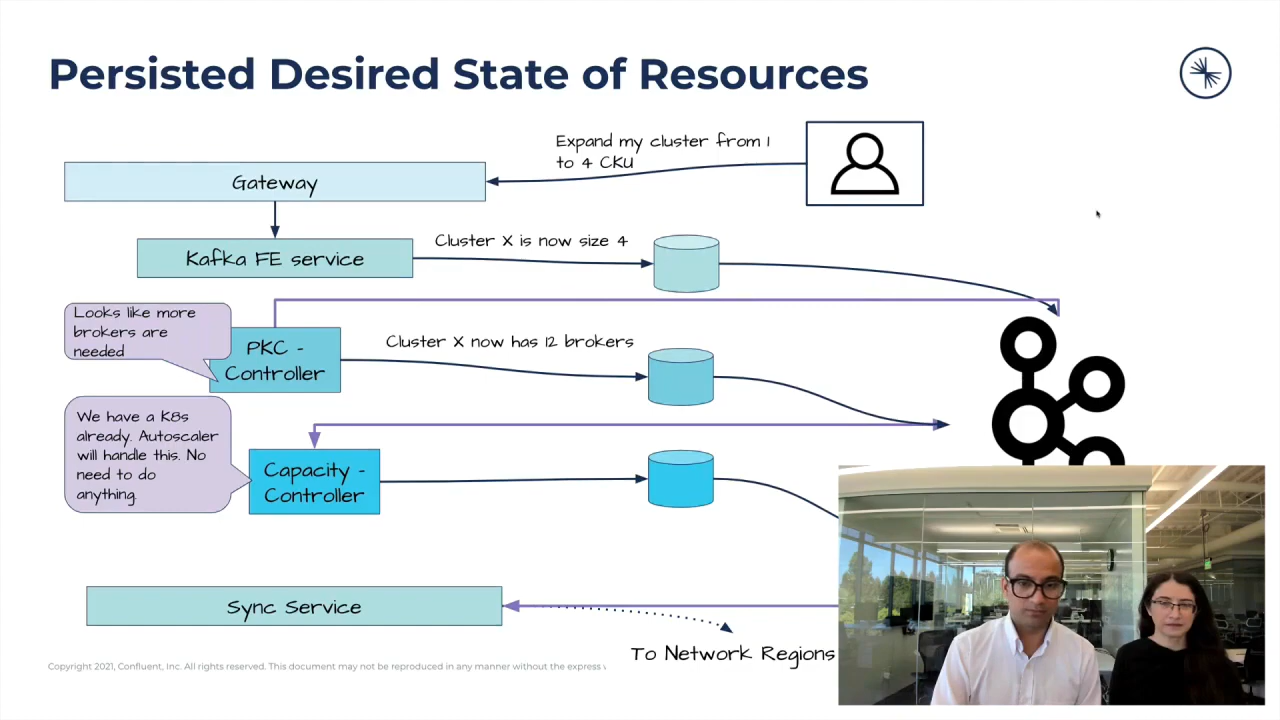 Persisted Desired State of Resources
Expand my cluster from 1
to 4 CKU
Gateway
Cluster X is now size 4
Kafka FE service
Looks like more
brokers are
needed
PKC -
Controller
Cluster X now has 12 brokers
We have a K8s
already. Autoscaler
will handle this. No
need to do
anything.
Capacity -
Controller
Sync Service
To Network Regions
Copyright 2021, Confluent, Inc. All rights reserved. This document may not be reproduced in any manner without the express